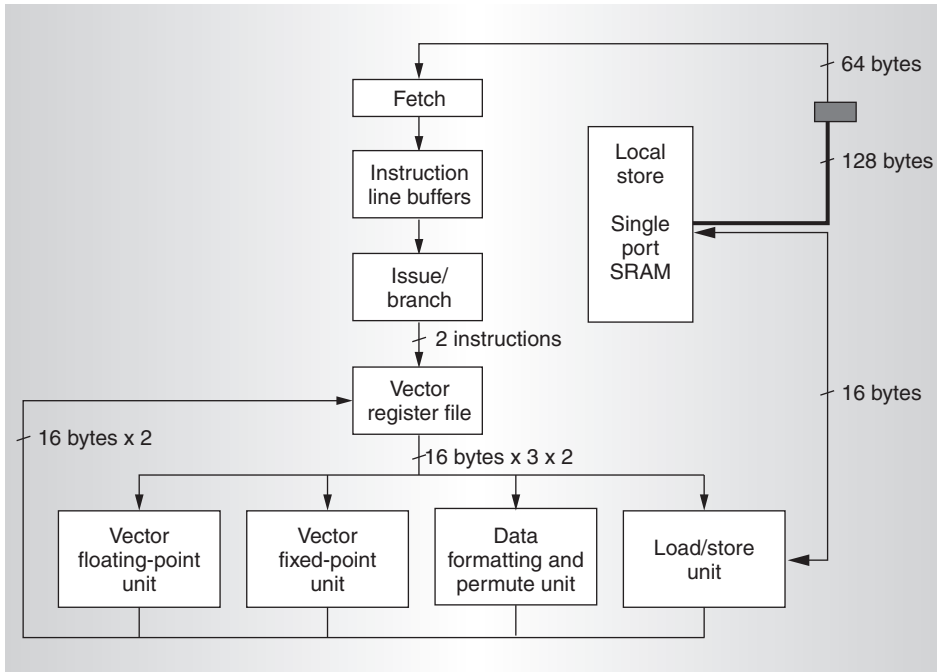 64 bytes
Fetch
128 bytes
Local
store
Single
port
SRAM
Instruction
line buffers
Issue/
branch
2 instructions
Vector
register file
16 bytes
16 bytes x 2
16 bytes x 3 x 2
Vector
floating-point
unit
Vector
fixed-point
unit
Data
formatting and
permute unit
Load/store
unit